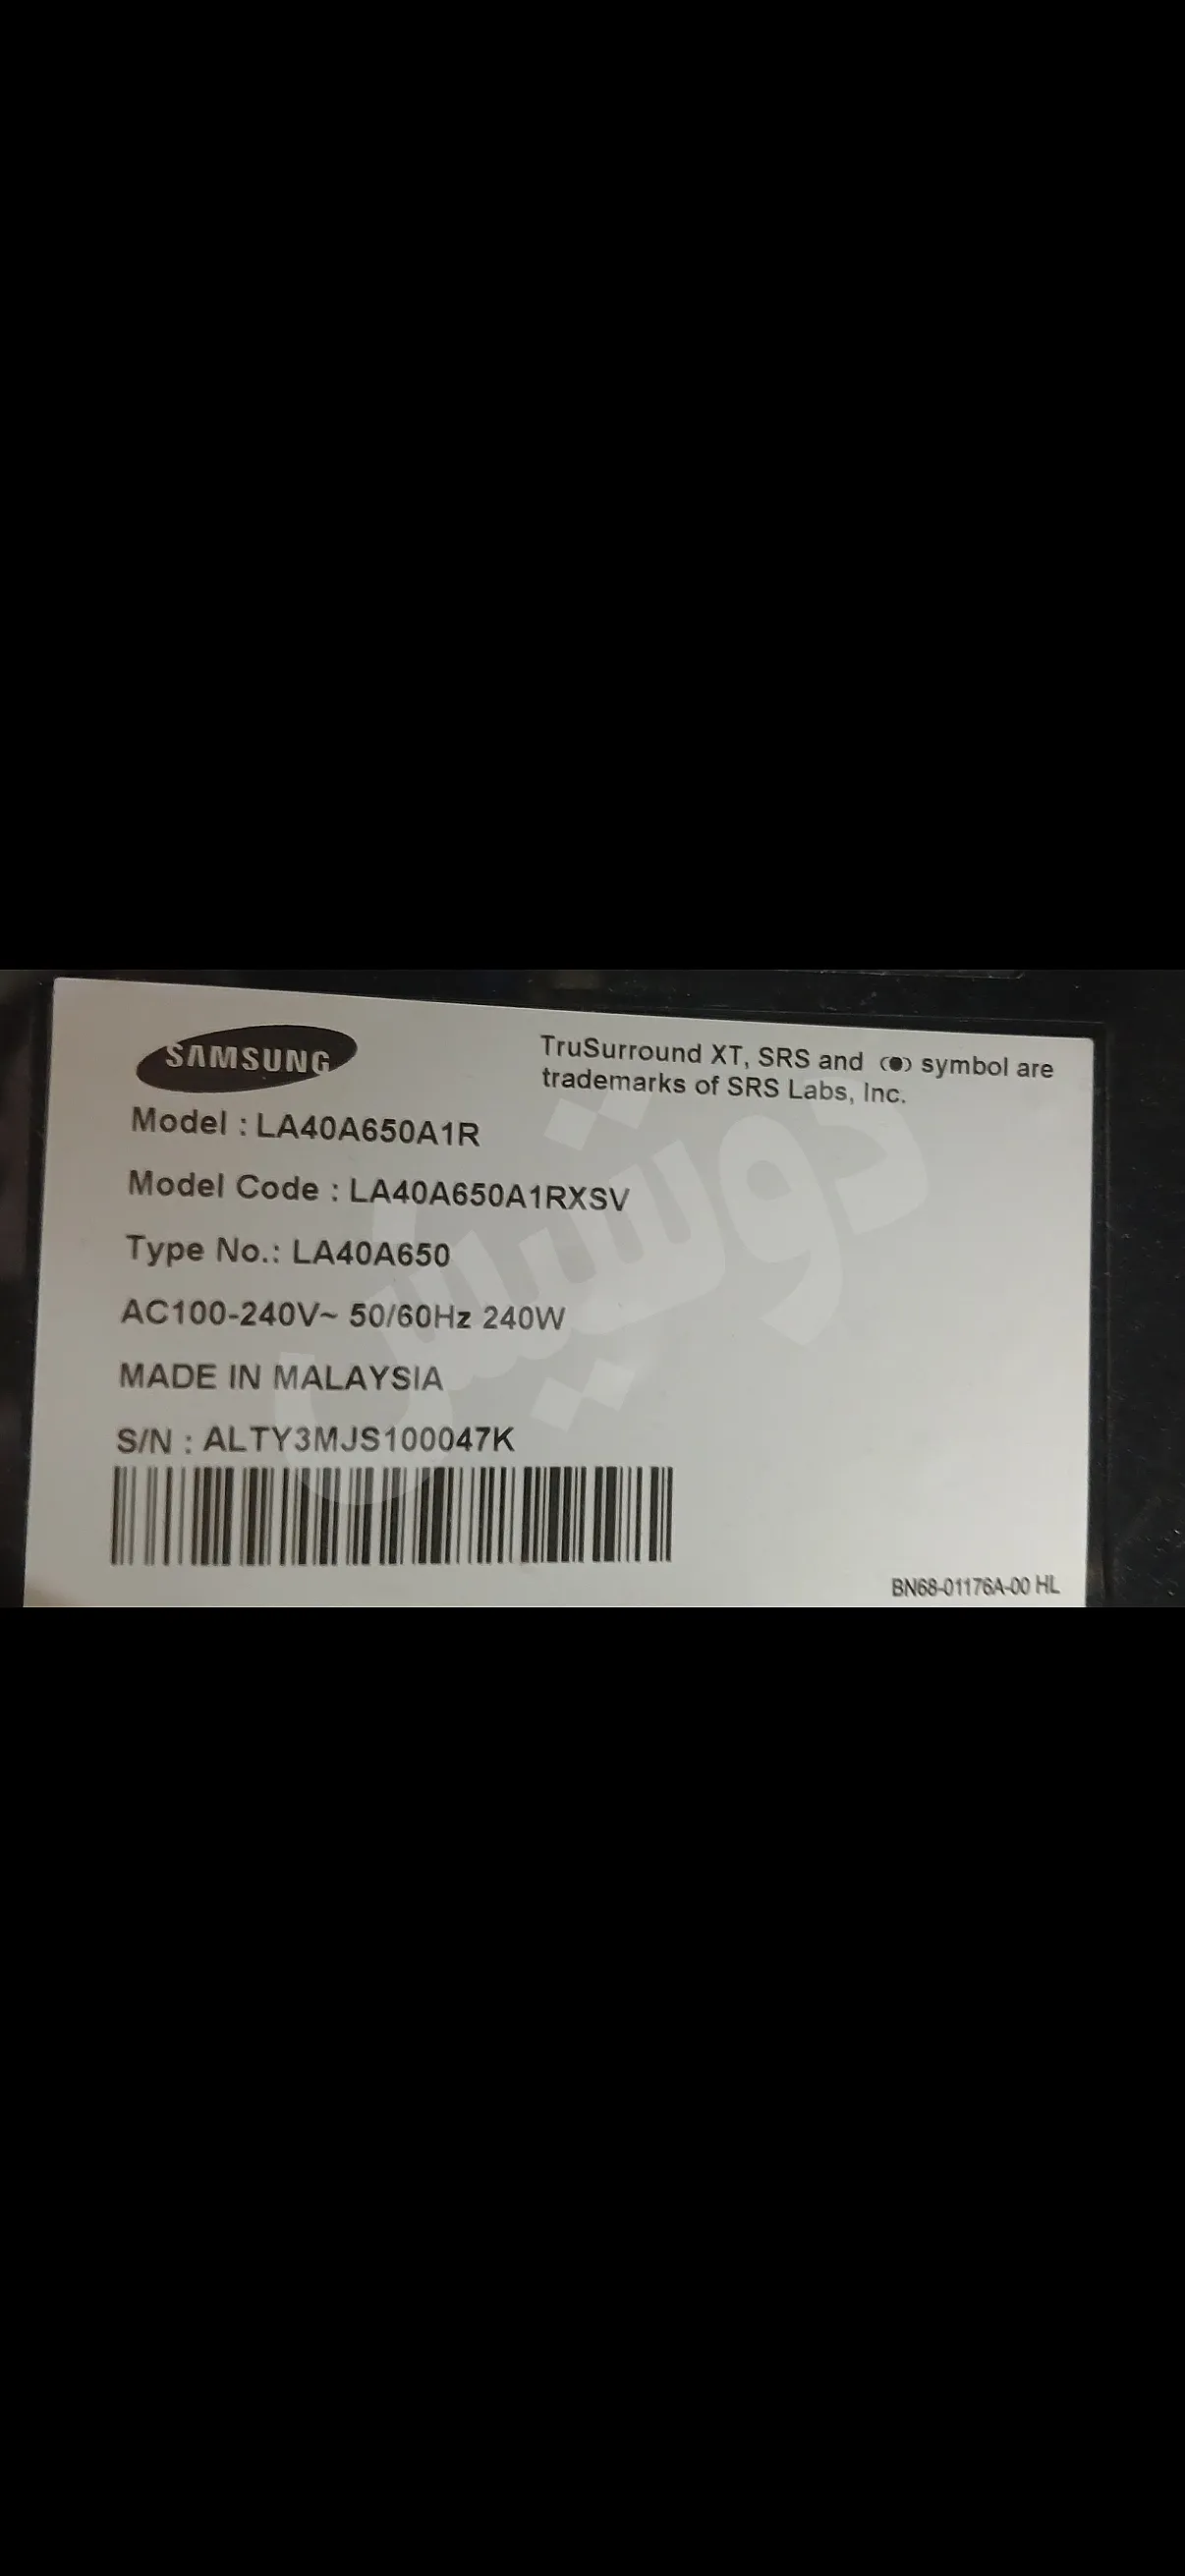 SAMSUNG
TruSurround XT, SRS and (●) symbol are
trademarks of SRS Labs, Inc.
Model : LA40A650A1R
Model Code : LA40A650A1RXSV
Type No.: LA40A650
AC100-240V~ 50/60Hz 240W
MADE IN MALAYSIA
S/N : ALTY3MJS100047K
BN68-01176A-00 HL